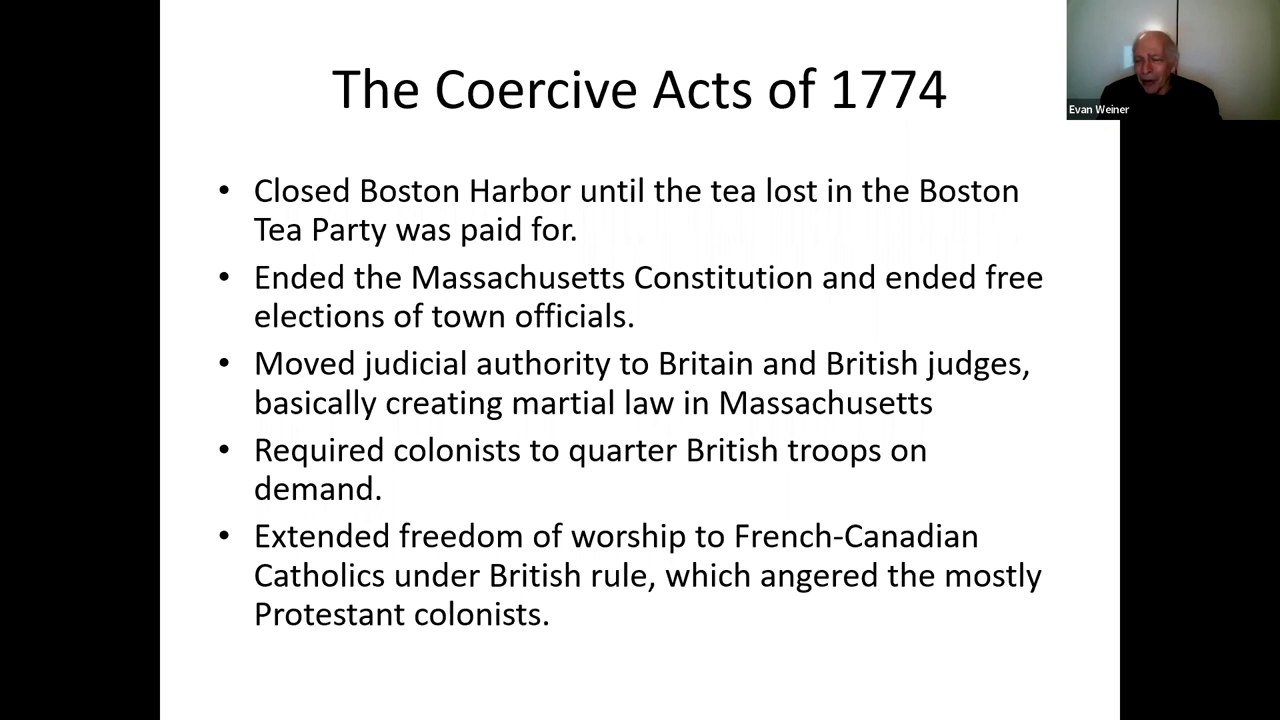 The Coercive Acts of 1774
Evan Weiner
• Closed Boston Harbor until the tea lost in the Boston
Tea Party was paid for.
• Ended the Massachusetts Constitution and ended free
elections of town officials.
• Moved judicial authority to Britain and British judges,
basically creating martial law in Massachusetts
• Required colonists to quarter British troops on
demand.
• Extended freedom of worship to French-Canadian
Catholics under British rule, which angered the mostly
Protestant colonists.